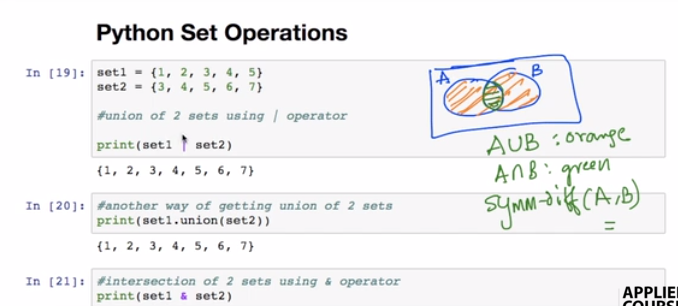 Python Set Operations
In [19]: set1 = {1, 2, 3, 4, 5}
set2 = {3, 4, 5, 6, 7}
#union of 2 sets using | operator
print(set1 | set2)
{1, 2, 3, 4, 5, 6, 7}
A B
AUB : orange
A∩B : green
Symm-diff(A,B)
=
In [20]: #another way of getting union of 2 sets
print(set1.union(set2))
{1, 2, 3, 4, 5, 6, 7}
In [21]: #intersection of 2 sets using & operator
print(set1 & set2)
APPLIE
COURS